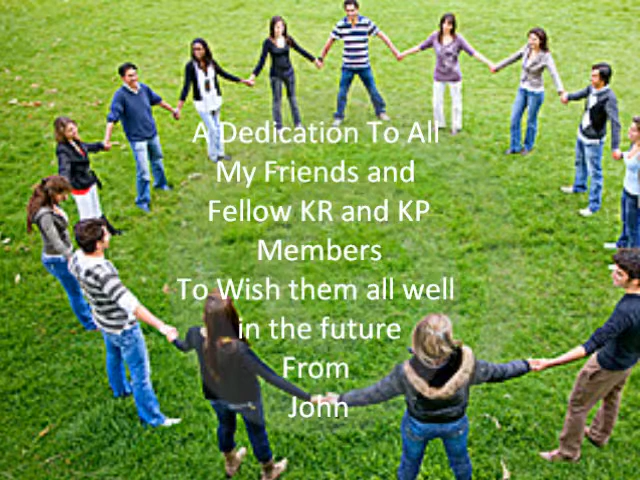 A Dedication To All
My Friends and
Fellow KR and KP
Members
To Wish them all well
in the future
From
John